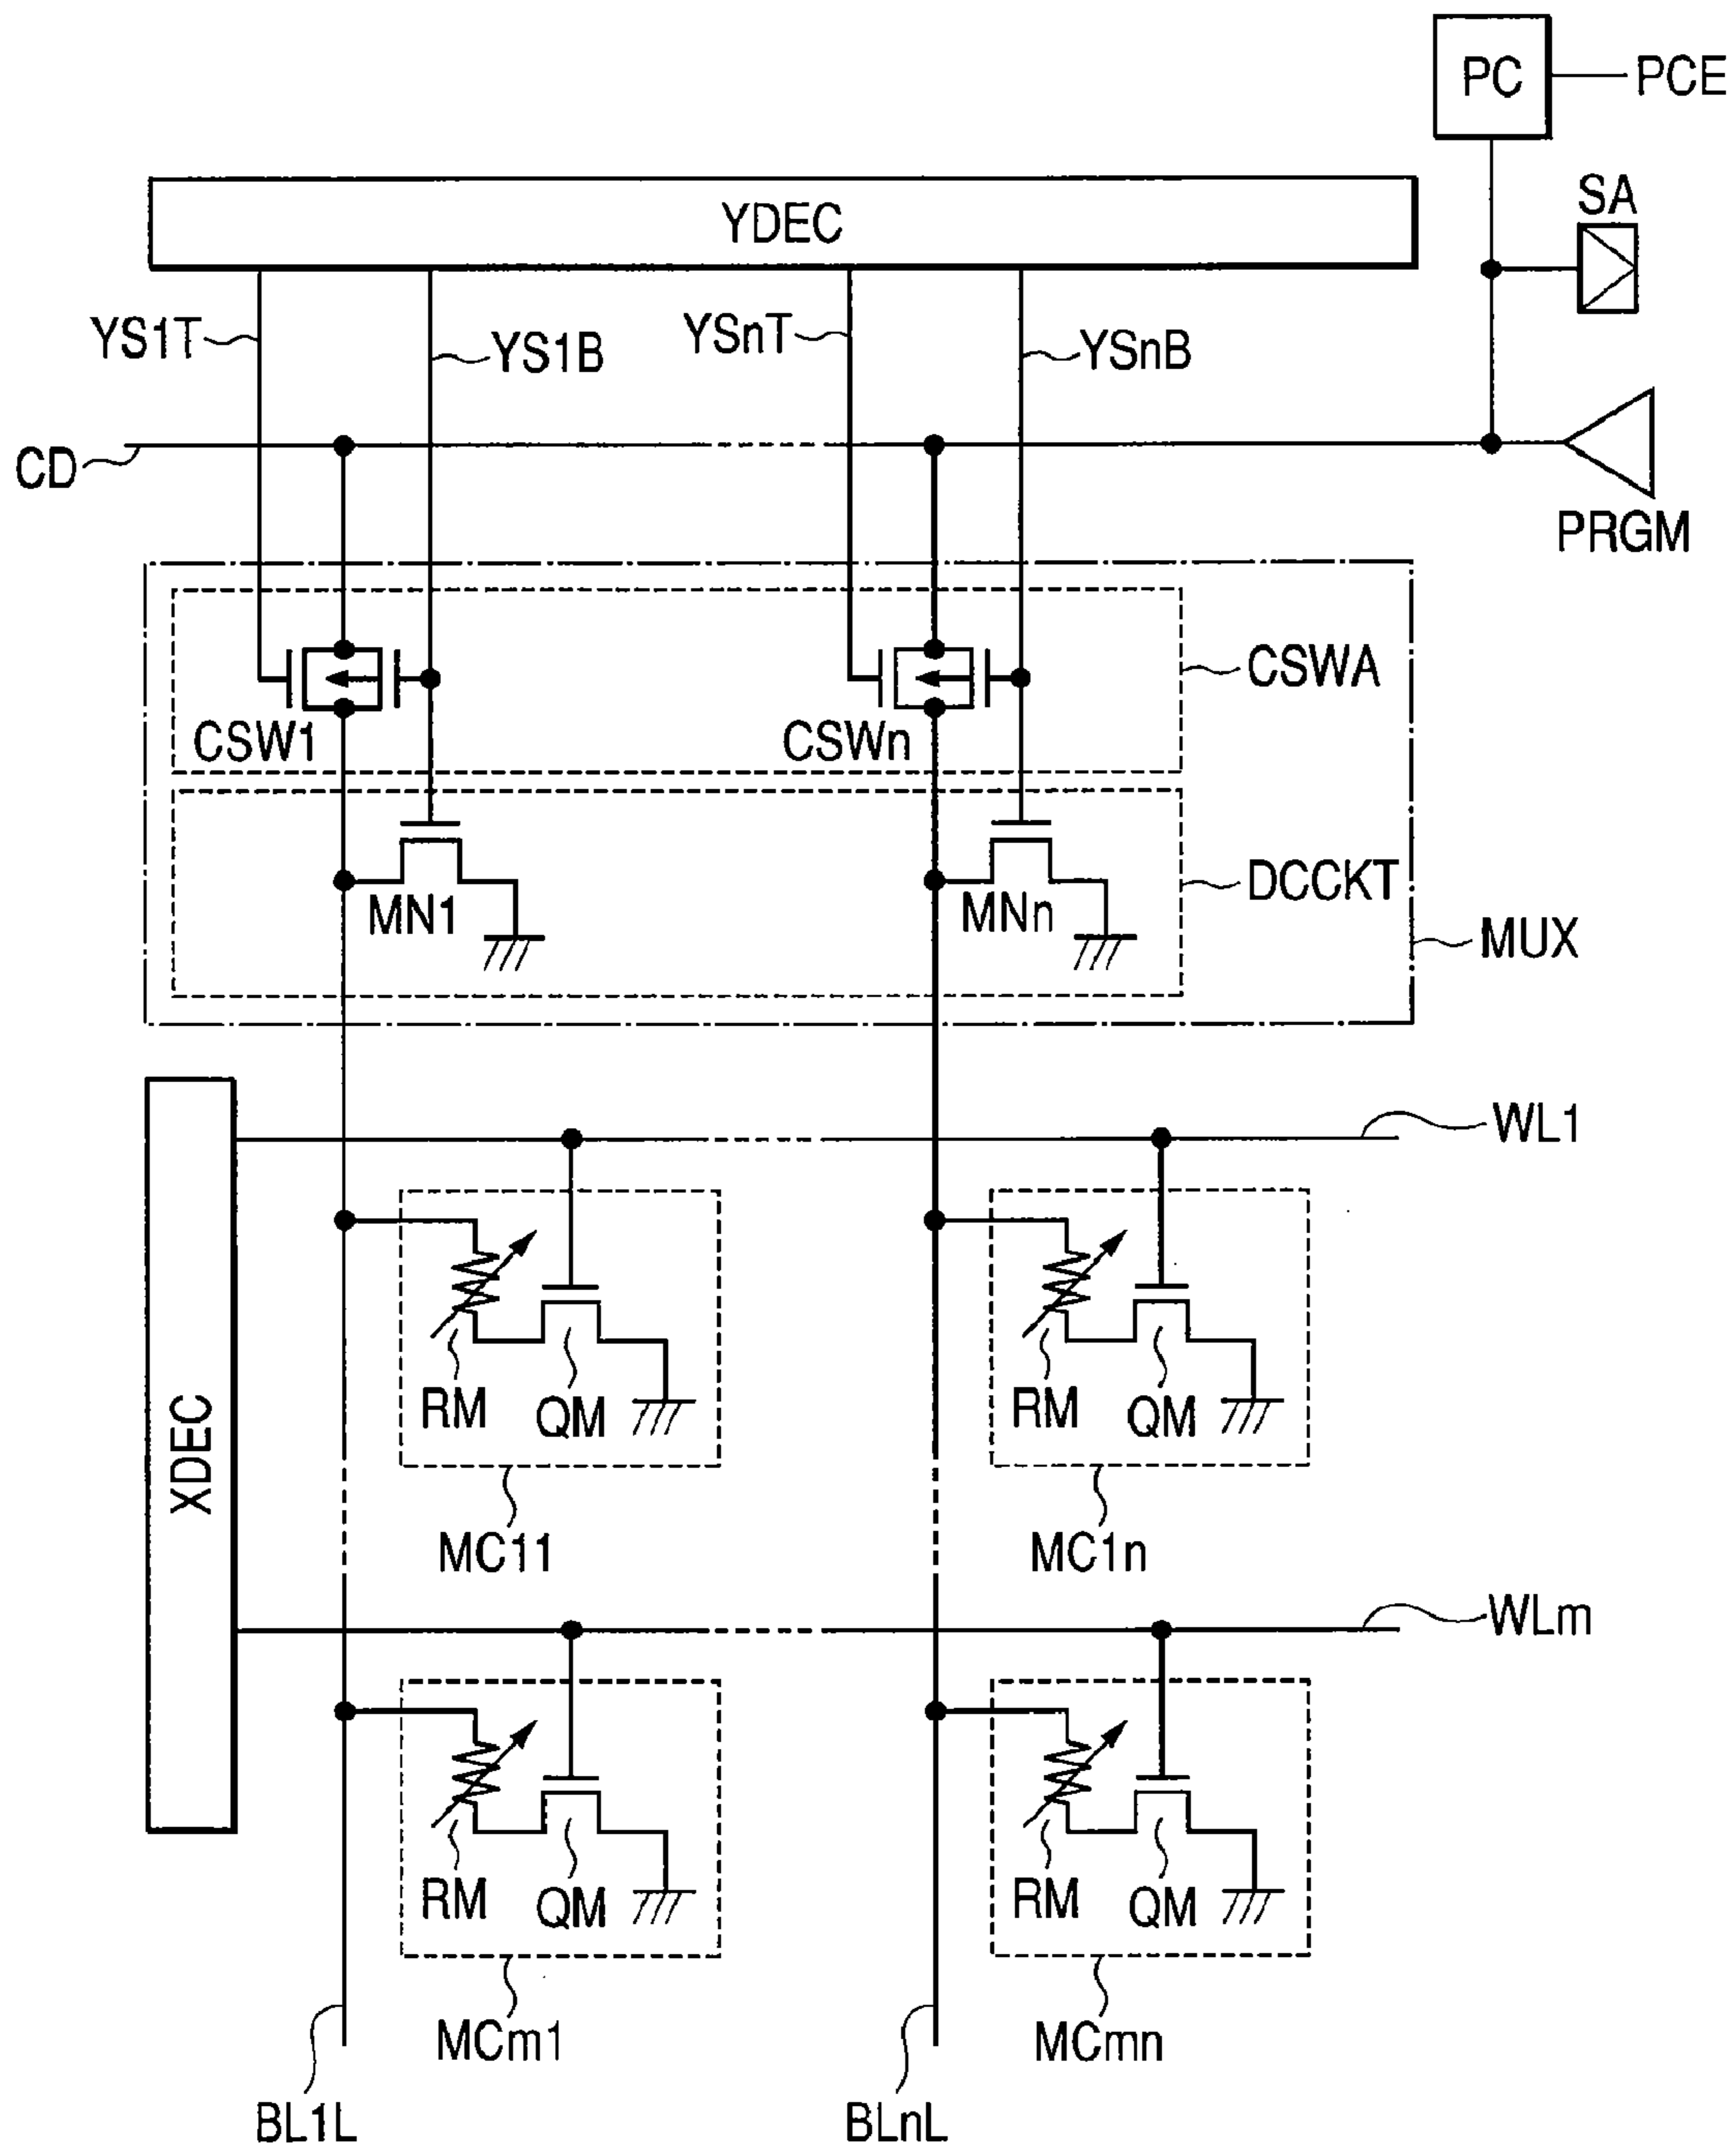 PC
PCE
YDEC
SA
YS1T
YS1B
YSnT
YSnB
CD
PRGM
CSW1
CSWn
CSWA
MN1
MNn
DCCKT
MUX
XDEC
WL1
RM
QM
RM
QM
MC11
MC1n
WLm
RM
QM
RM
QM
MCm1
MCmn
BL1L
BLnL